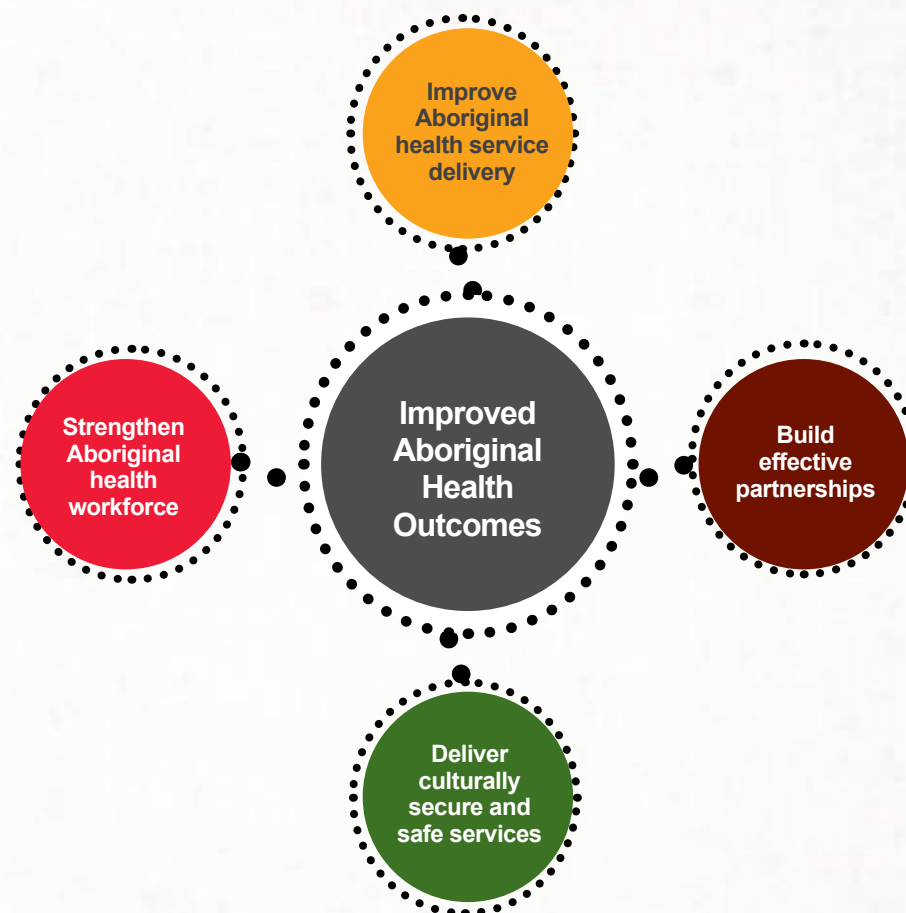 Improve
Aboriginal
health service
delivery
Strengthen
Aboriginal
health
workforce
Improved
Aboriginal
Health
Outcomes
Build
effective
partnerships
Deliver
culturally
secure and
safe services